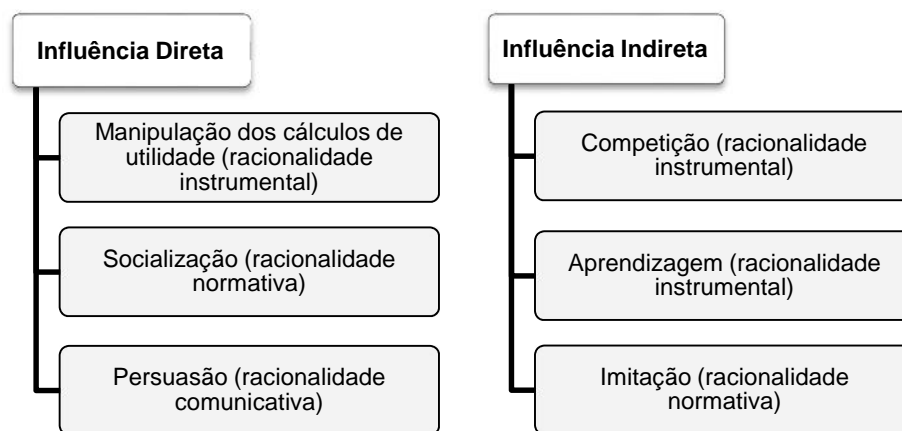 Influência Direta
Manipulação dos cálculos de
utilidade (racionalidade
instrumental)
Socialização (racionalidade
normativa)
Persuasão (racionalidade
comunicativa)
Influência Indireta
Competição (racionalidade
instrumental)
Aprendizagem (racionalidade
instrumental)
Imitação (racionalidade
normativa)